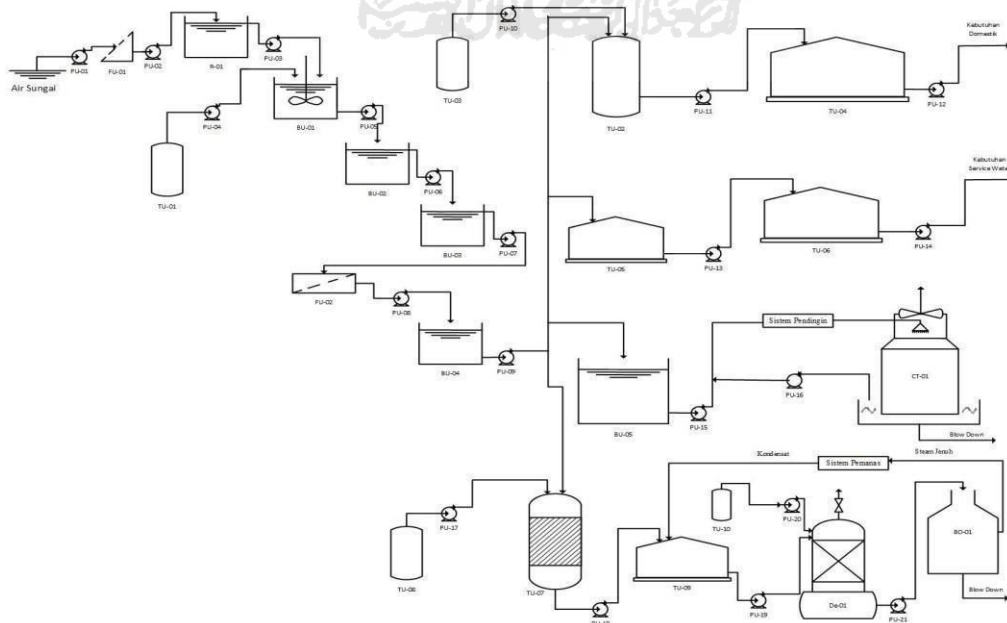 Air Sungai
PU-01
FU-01
PU-02
R-01
PU-03
PU-04
TU-01
BU-01
PU-05
BU-02
PU-06
BU-03
PU-07
FU-02
PU-08
BU-04
PU-09
TU-03
PU-10
TU-02
PU-11
TU-04
PU-12
Kebutuhan
Domestik
TU-05
PU-13
TU-06
PU-14
Kebutuhan
Service Water
BU-05
PU-15
Sistem Pendingin
PU-16
CT-01
Blow Down
Kondensat
Sistem Pemanas
Steam Jenuh
TU-10
PU-20
BO-01
Blow Down
PU-17
TU-07
TU-09
PU-19
De-01
PU-21